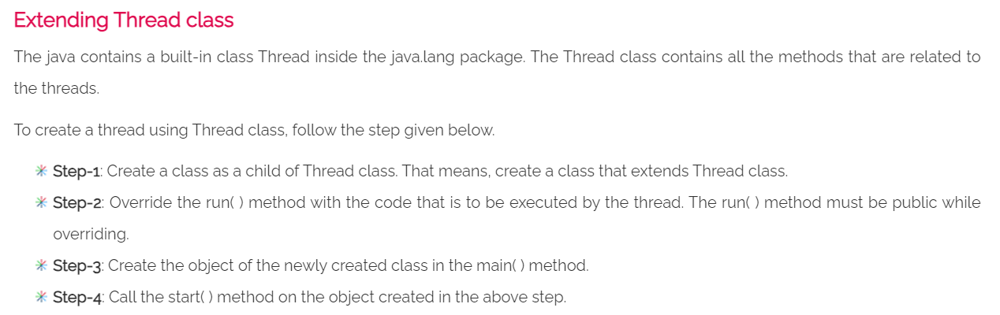 Extending Thread class
The java contains a built-in class Thread inside the java.lang package. The Thread class contains all the methods that are related to
the threads.
To create a thread using Thread class, follow the step given below.
Step-1: Create a class as a child of Thread class. That means, create a class that extends Thread class.
Step-2: Override the run( ) method with the code that is to be executed by the thread. The run( ) method must be public while
overriding.
Step-3: Create the object of the newly created class in the main( ) method.
Step-4: Call the start( ) method on the object created in the above step.